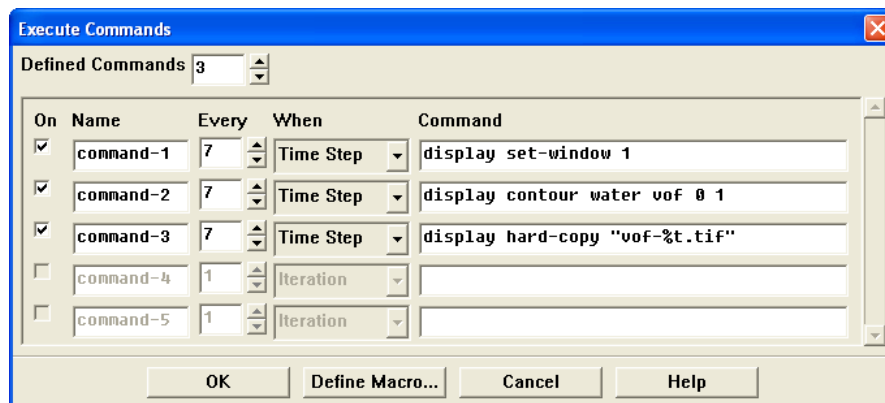 Execute Commands
Defined Commands 3
On Name Every When Command
command-1 7 Time Step display set-window 1
command-2 7 Time Step display contour water vof 0 1
command-3 7 Time Step display hard-copy "vof-%t.tif"
command-4 1 Iteration
command-5 1 Iteration
OK Define Macro... Cancel Help